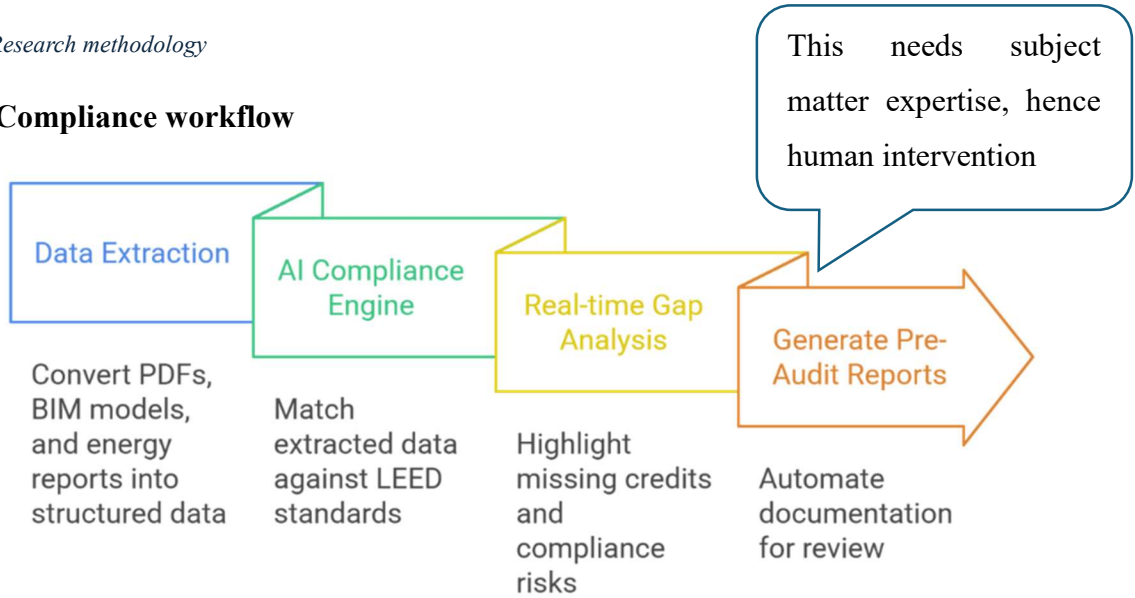 Research methodology
Compliance workflow
This needs subject
matter expertise, hence
human intervention
Data Extraction
Convert PDFs,
BIM models,
and energy
reports into
structured data
AI Compliance
Engine
Match
extracted data
against LEED
standards
Real-time Gap
Analysis
Highlight
missing credits
and
compliance
risks
Generate Pre-
Audit Reports
Automate
documentation
for review